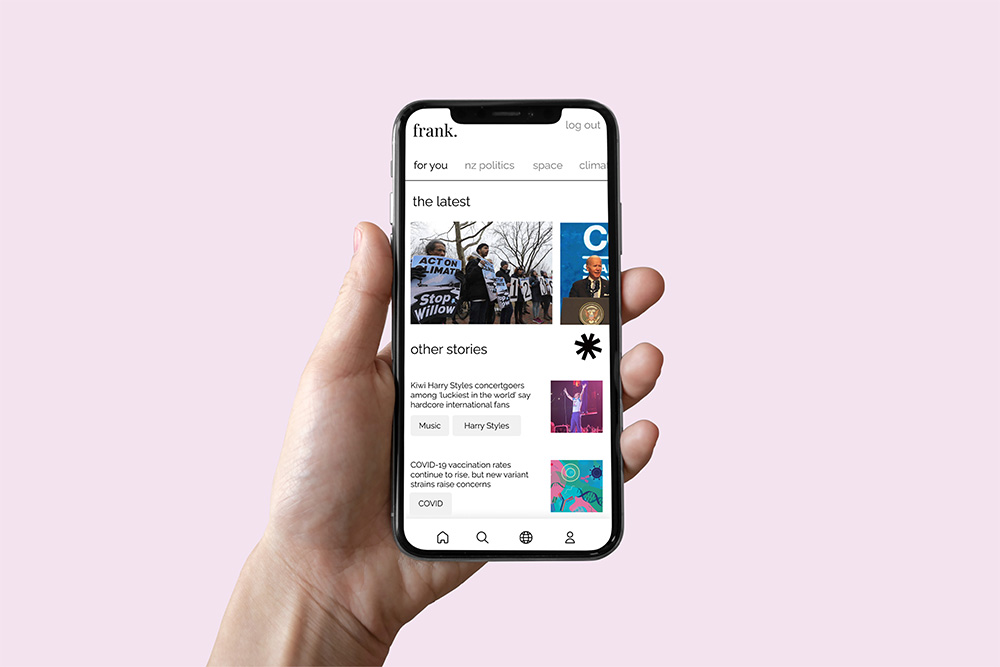 frank.
log out
for you nz politics space clima
the latest
ACT ON
CLIMATE
Stop
Willow
C
other stories
Kiwi Harry Styles concertgoers
among 'luckiest in the world' say
hardcore international fans
Music Harry Styles
COVID-19 vaccination rates
continue to rise, but new variant
strains raise concerns
COVID